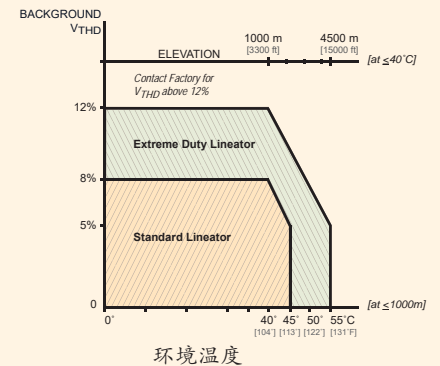 BACKGROUND
VTHD
1000 m 4500 m
[3300 ft] [15000 ft]
ELEVATION [at ≤40˚C]
Contact Factory for
VTHD above 12%
12%
Extreme Duty Lineator
8%
5%
Standard Lineator
0 [at ≤1000m]
0˚ 40˚ 45˚ 50˚ 55˚C
[104˚] [113˚] [122˚] [131˚F]
环境温度